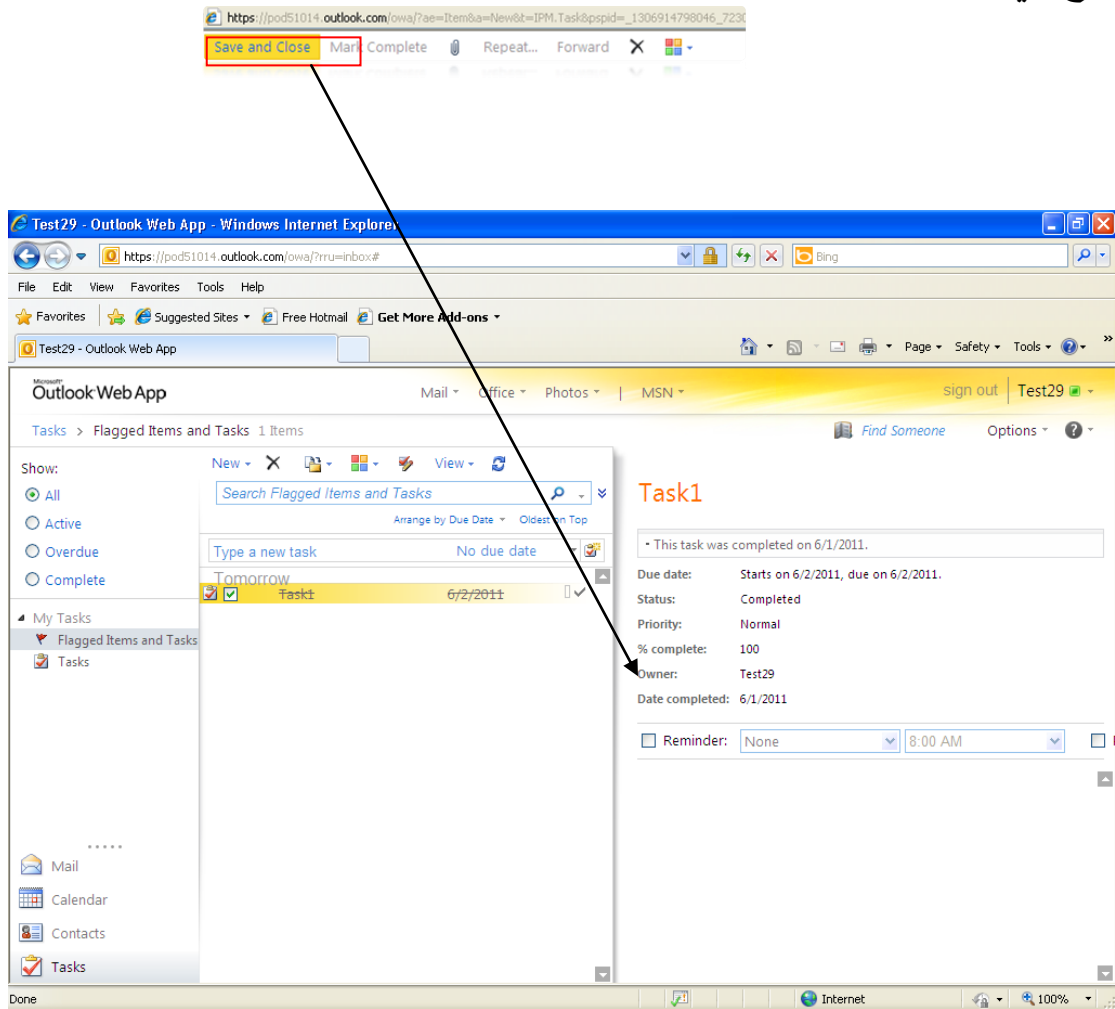 https://pod51014.outlook.com/owa/?ae=Item&a=New&t=IPM.Task&pspid=_1306914798046_7230
Save and Close Mark Complete Repeat... Forward
Test29 - Outlook Web App - Windows Internet Explorer
https://pod51014.outlook.com/owa/?rru=inbox#
Bing
File Edit View Favorites Tools Help
Favorites Suggested Sites Free Hotmail Get More Add-ons
Test29 - Outlook Web App
Page Safety Tools
Microsoft
Outlook Web App
Mail Office Photos | MSN
sign out Test29
Tasks > Flagged Items and Tasks 1 Items
Find Someone Options
Show:
All
Active
Overdue
Complete
My Tasks
Flagged Items and Tasks
Tasks
Mail
Calendar
Contacts
Tasks
New View
Search Flagged Items and Tasks
Arrange by Due Date Oldest on Top
Type a new task No due date
Tomorrow
Task1 6/2/2011
Task1
This task was completed on 6/1/2011.
Due date: Starts on 6/2/2011, due on 6/2/2011.
Status: Completed
Priority: Normal
% complete: 100
Owner: Test29
Date completed: 6/1/2011
Reminder: None 8:00 AM
Done
Internet
100%